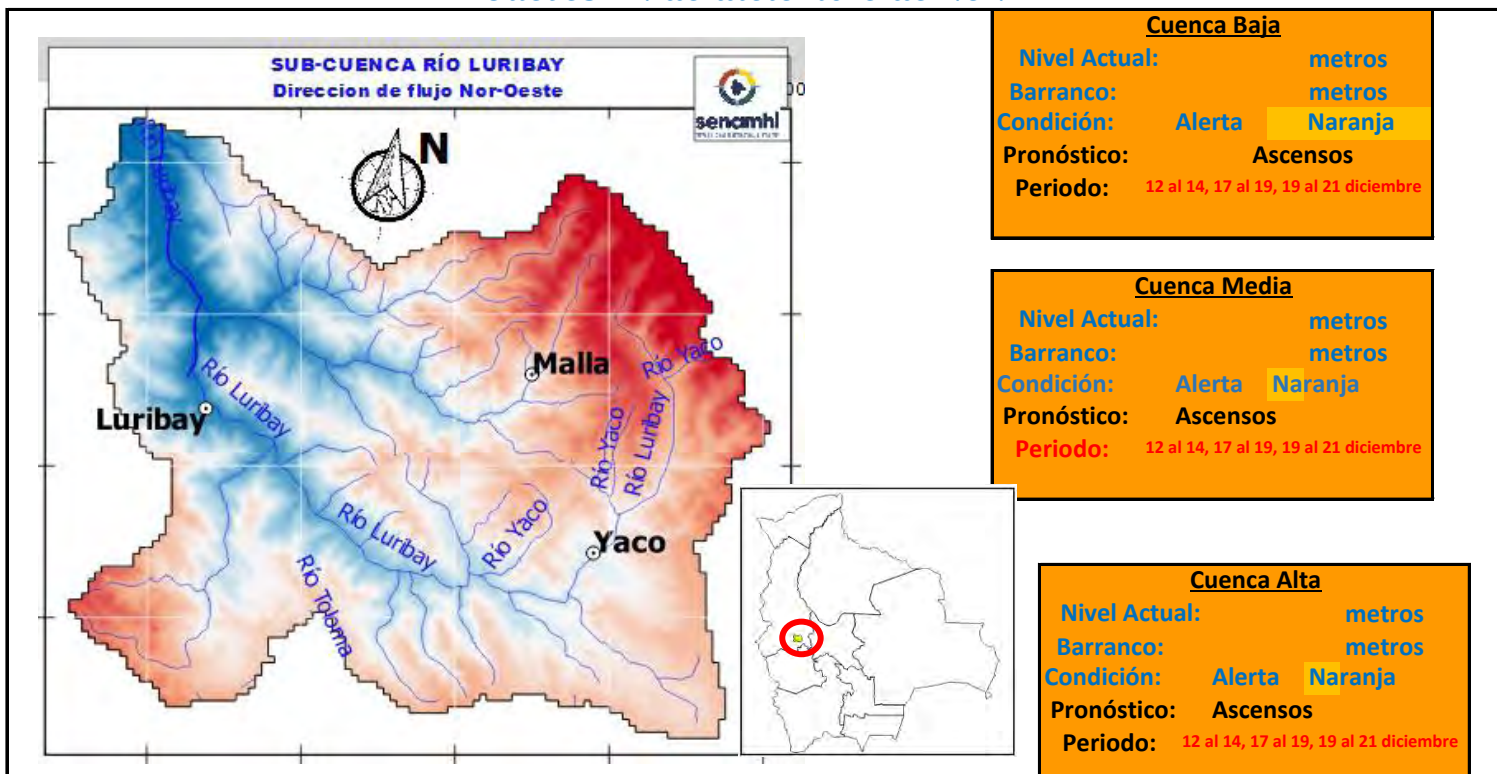 SUB-CUENCA RÍO LURIBAY
Direccion de flujo Nor-Oeste
senamhi
00
N
Río Luribay
Malla
Río Yaco
Luribay
Río Luribay
Río Yaco
Río Luribay
Río Luribay
Río Yaco
Yaco
Río Tolama
Cuenca Baja
Nivel Actual: metros
Barranco: metros
Condición: Alerta Naranja
Pronóstico: Ascensos
Periodo: 12 al 14, 17 al 19, 19 al 21 diciembre
Cuenca Media
Nivel Actual: metros
Barranco: metros
Condición: Alerta Naranja
Pronóstico: Ascensos
Periodo: 12 al 14, 17 al 19, 19 al 21 diciembre
Cuenca Alta
Nivel Actual: metros
Barranco: metros
Condición: Alerta Naranja
Pronóstico: Ascensos
Periodo: 12 al 14, 17 al 19, 19 al 21 diciembre